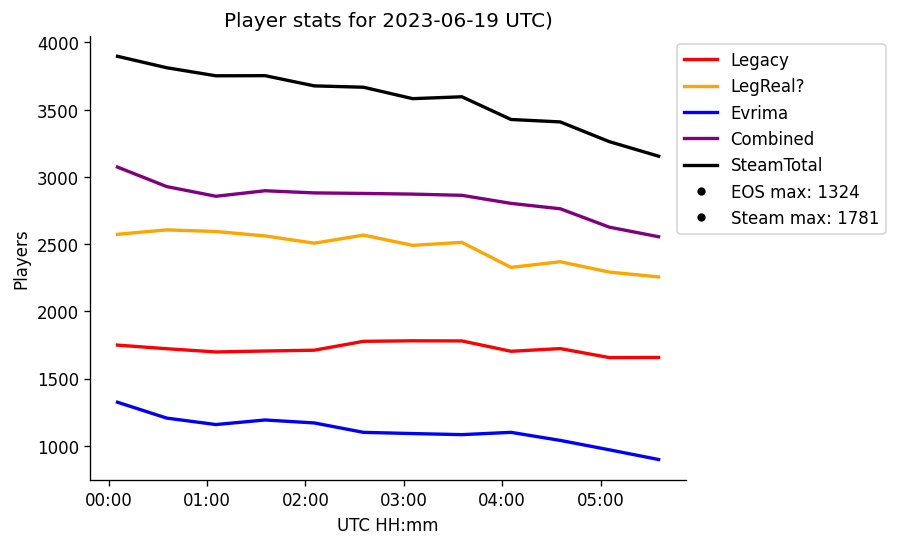 Player stats for 2023-06-19 UTC)
4000
3500
3000
2500
2000
1500
1000
Players
00:00 01:00 02:00 03:00 04:00 05:00
UTC HH:mm
Legacy
LegReal?
Evrima
Combined
SteamTotal
EOS max: 1324
Steam max: 1781